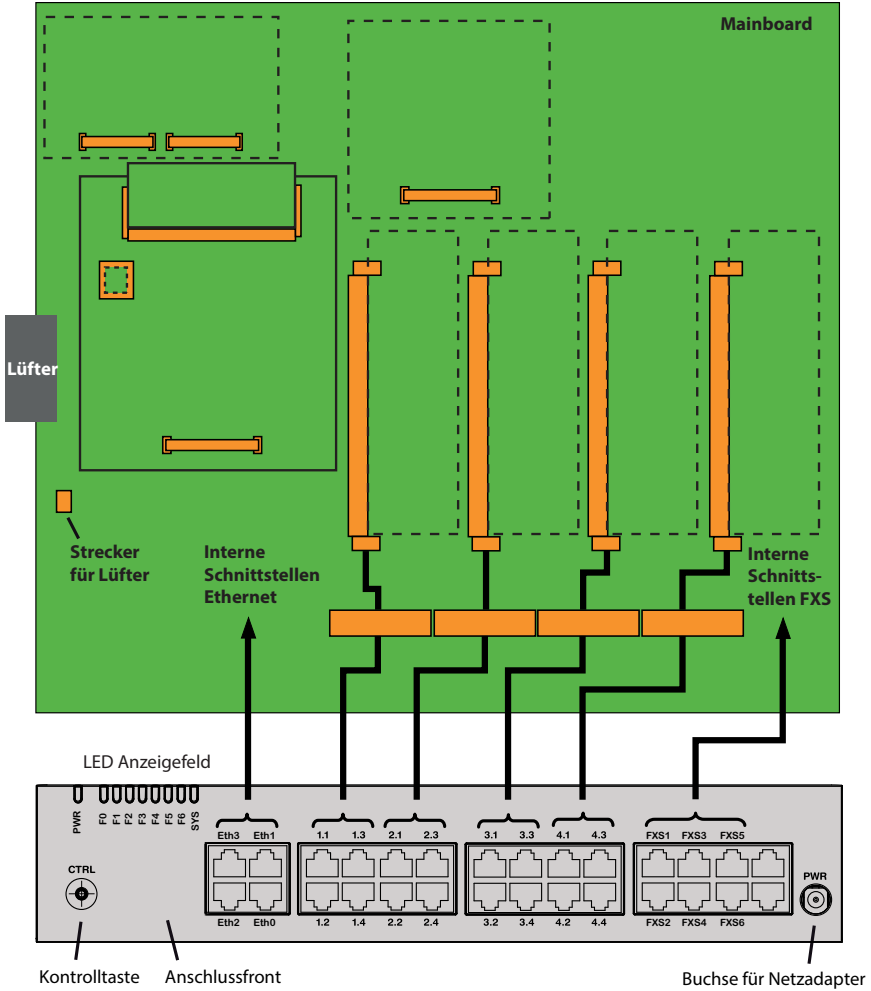 Mainboard
Lüfter
Strecker
für Lüfter
Interne
Schnittstellen
Ethernet
Interne
Schnitts-
tellen FXS
LED Anzeigefeld
PWR
F0
F1
F2
F3
F4
F5
F6
SYS
Eth3 Eth1 1.1 1.3 2.1 2.3 3.1 3.3 4.1 4.3 FXS1 FXS3 FXS5
CTRL
PWR
Eth2 Eth0 1.2 1.4 2.2 2.4 3.2 3.4 4.2 4.4 FXS2 FXS4 FXS6
Kontrolltaste Anschlussfront Buchse für Netzadapter